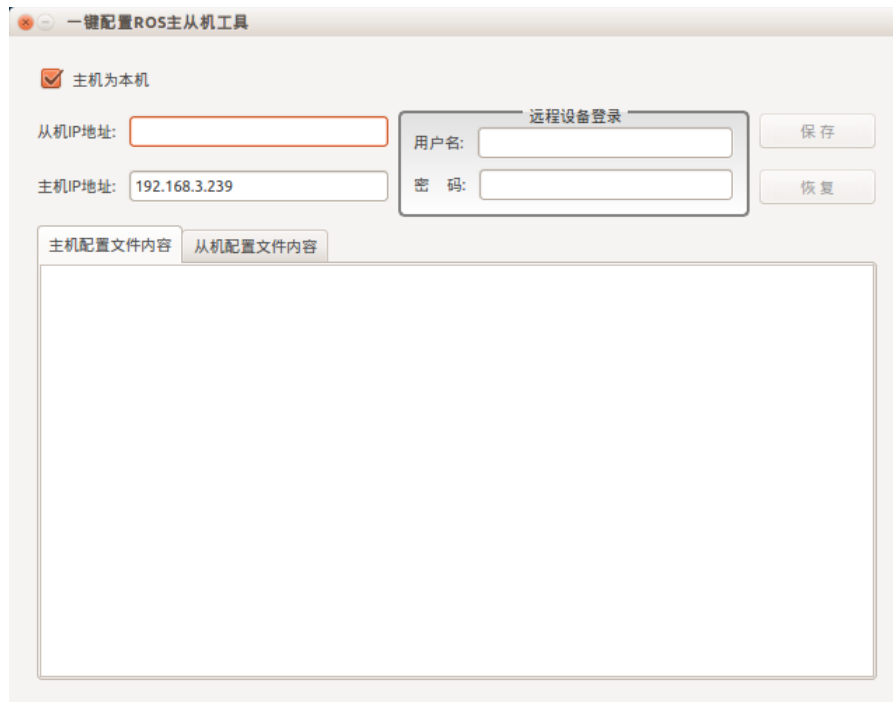 一键配置ROS主从机工具
主机为本机
从机IP地址:
主机IP地址: 192.168.3.239
远程设备登录
用户名:
密 码:
保存
恢复
主机配置文件内容 从机配置文件内容